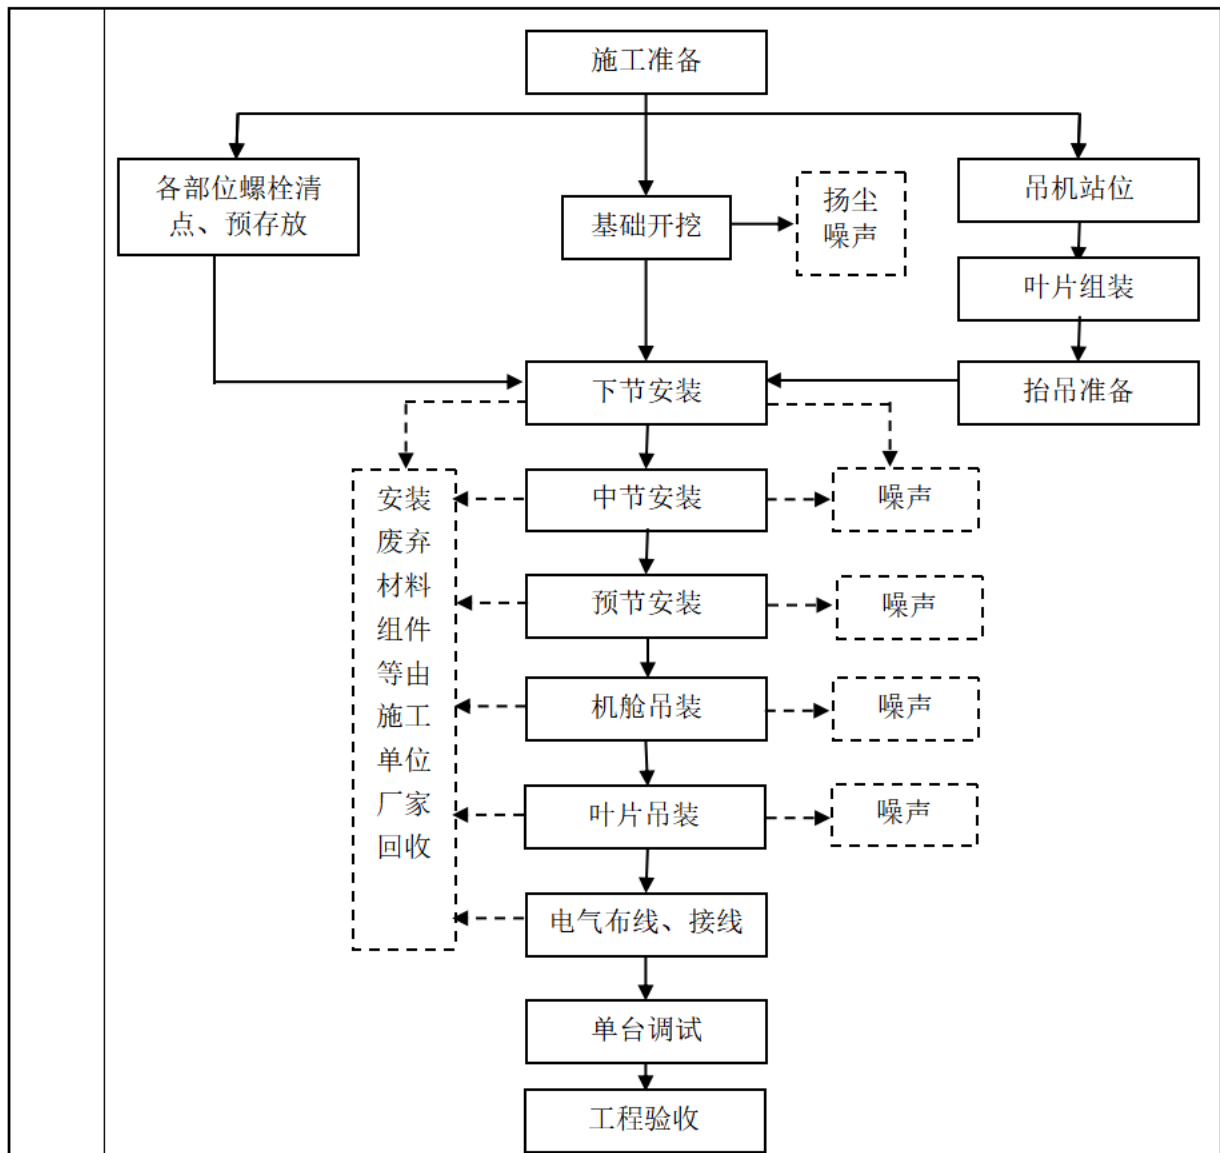 施工准备
各部位螺栓清
点、预存放
基础开挖
扬尘
噪声
吊机站位
叶片组装
抬吊准备
下节安装
安装
废弃
材料
组件
等由
施工
单位
厂家
回收
中节安装
噪声
预节安装
噪声
机舱吊装
噪声
叶片吊装
噪声
电气布线、接线
单台调试
工程验收